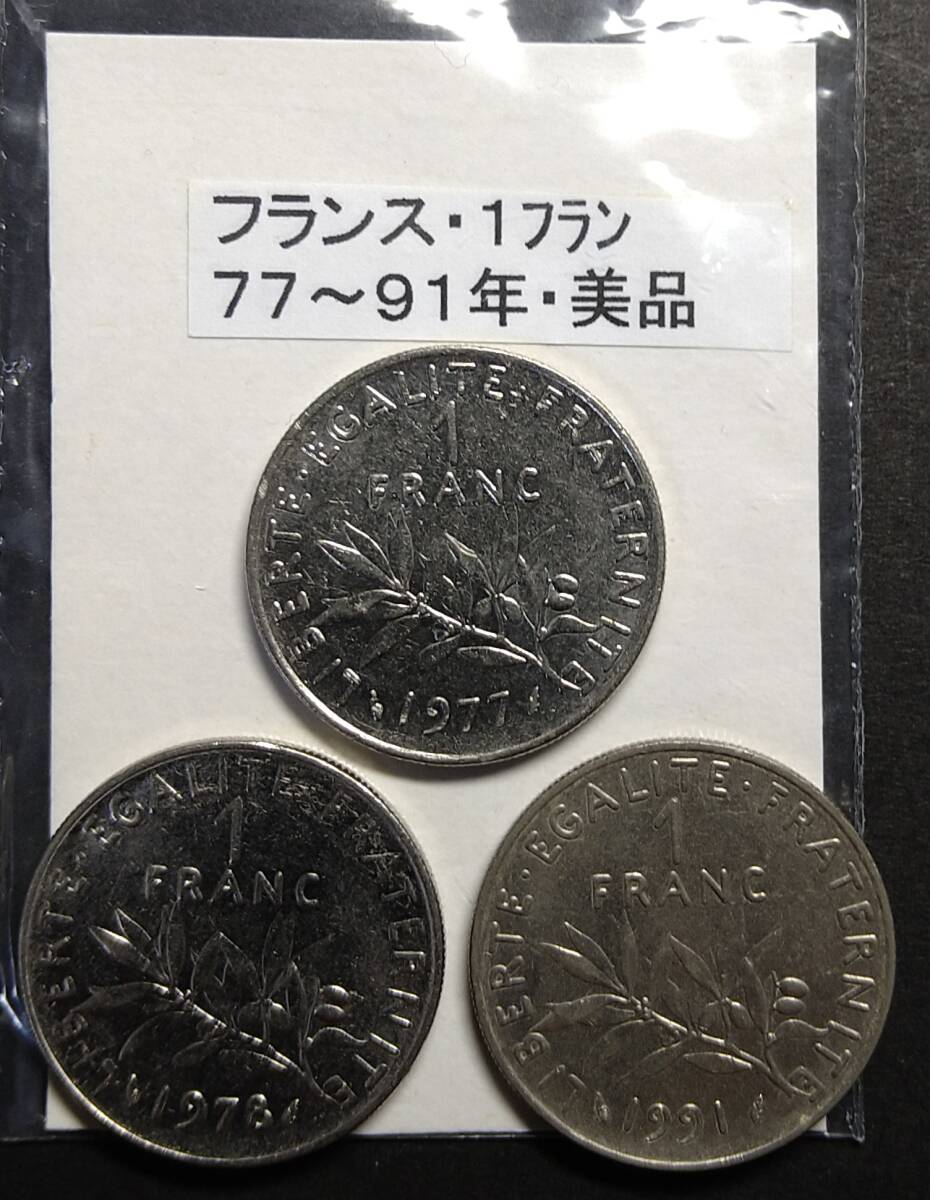 フランス・1フラン
77～91年・美品
LIBERTE・EGALITE・FRATERNITE
1
FRANC
1977
LIBERTE・EGALITE・FRATERNITE
1
FRANC
1978
LIBERTE・EGALITE・FRATERNITE
1
FRANC
1991